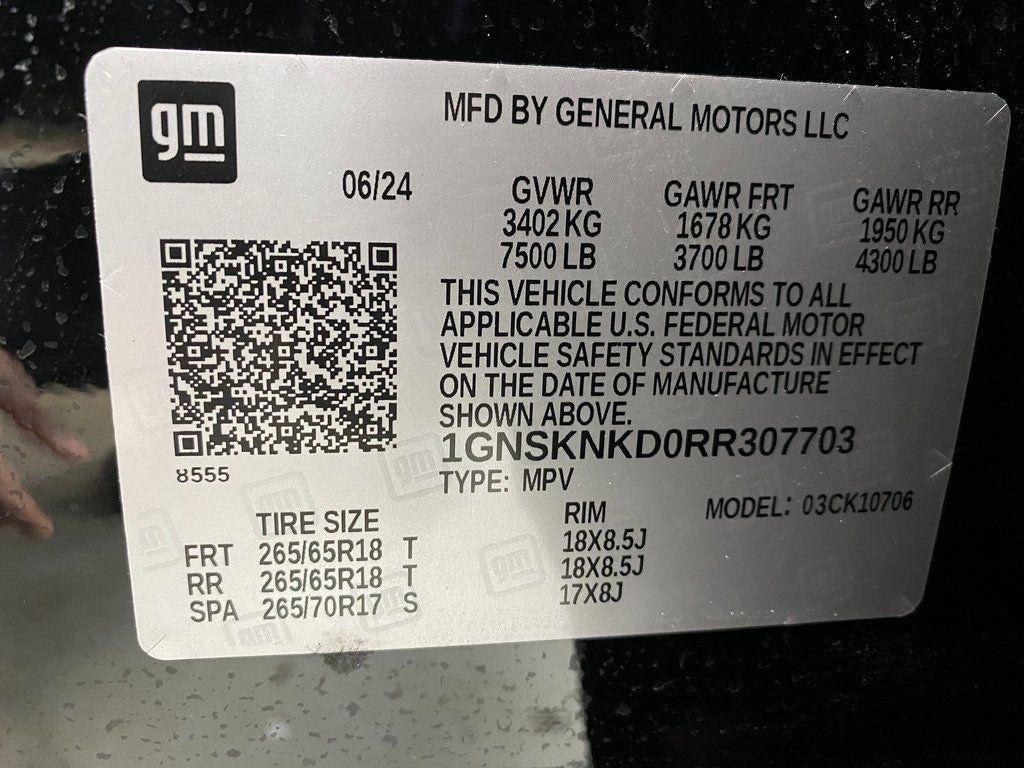 gm
MFD BY GENERAL MOTORS LLC
06/24
GVWR GAWR FRT GAWR RR
3402 KG 1678 KG 1950 KG
7500 LB 3700 LB 4300 LB
THIS VEHICLE CONFORMS TO ALL
APPLICABLE U.S. FEDERAL MOTOR
VEHICLE SAFETY STANDARDS IN EFFECT
ON THE DATE OF MANUFACTURE
SHOWN ABOVE.
1GNSKNKD0RR307703
8555
TYPE: MPV
MODEL: 03CK10706
TIRE SIZE RIM
FRT 265/65R18 T 18X8.5J
RR 265/65R18 T 18X8.5J
SPA 265/70R17 S 17X8J